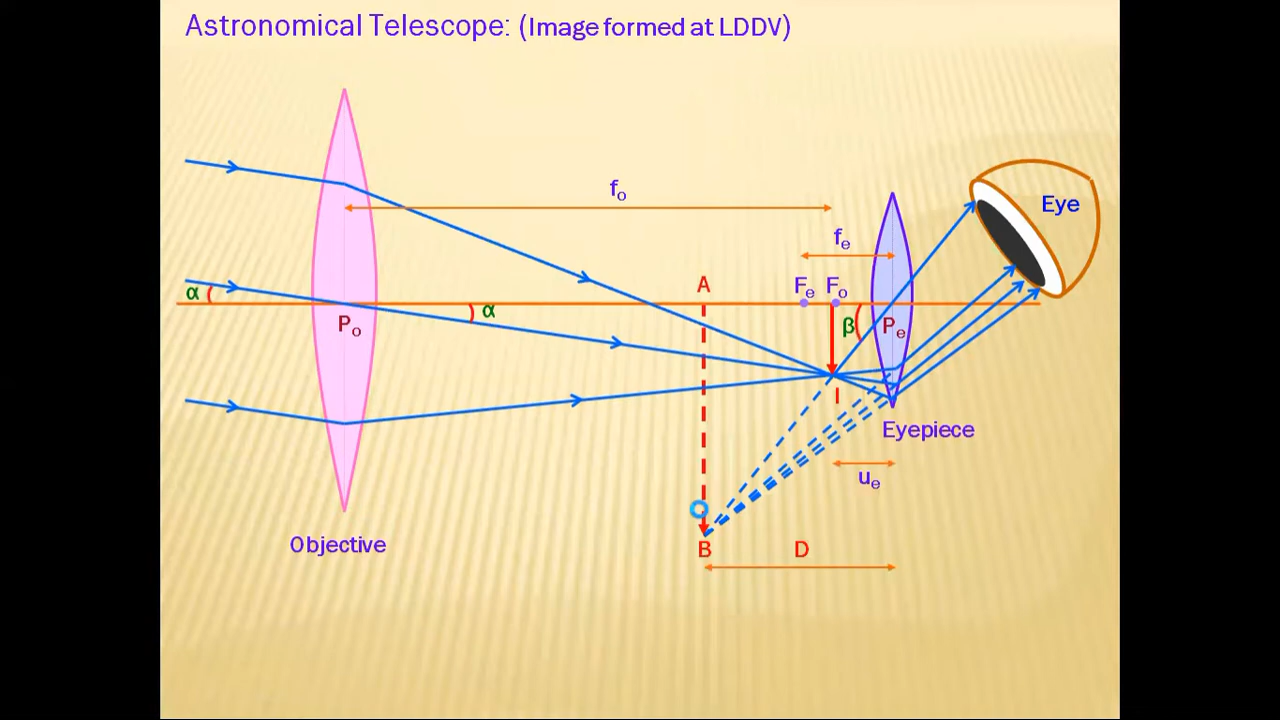 Astronomical Telescope: (Image formed at LDDV)
fₒ
Eye
fₑ
A
Fₑ Fₒ
α
α
Pₒ
β
Pₑ
I
Eyepiece
uₑ
Objective
B
D